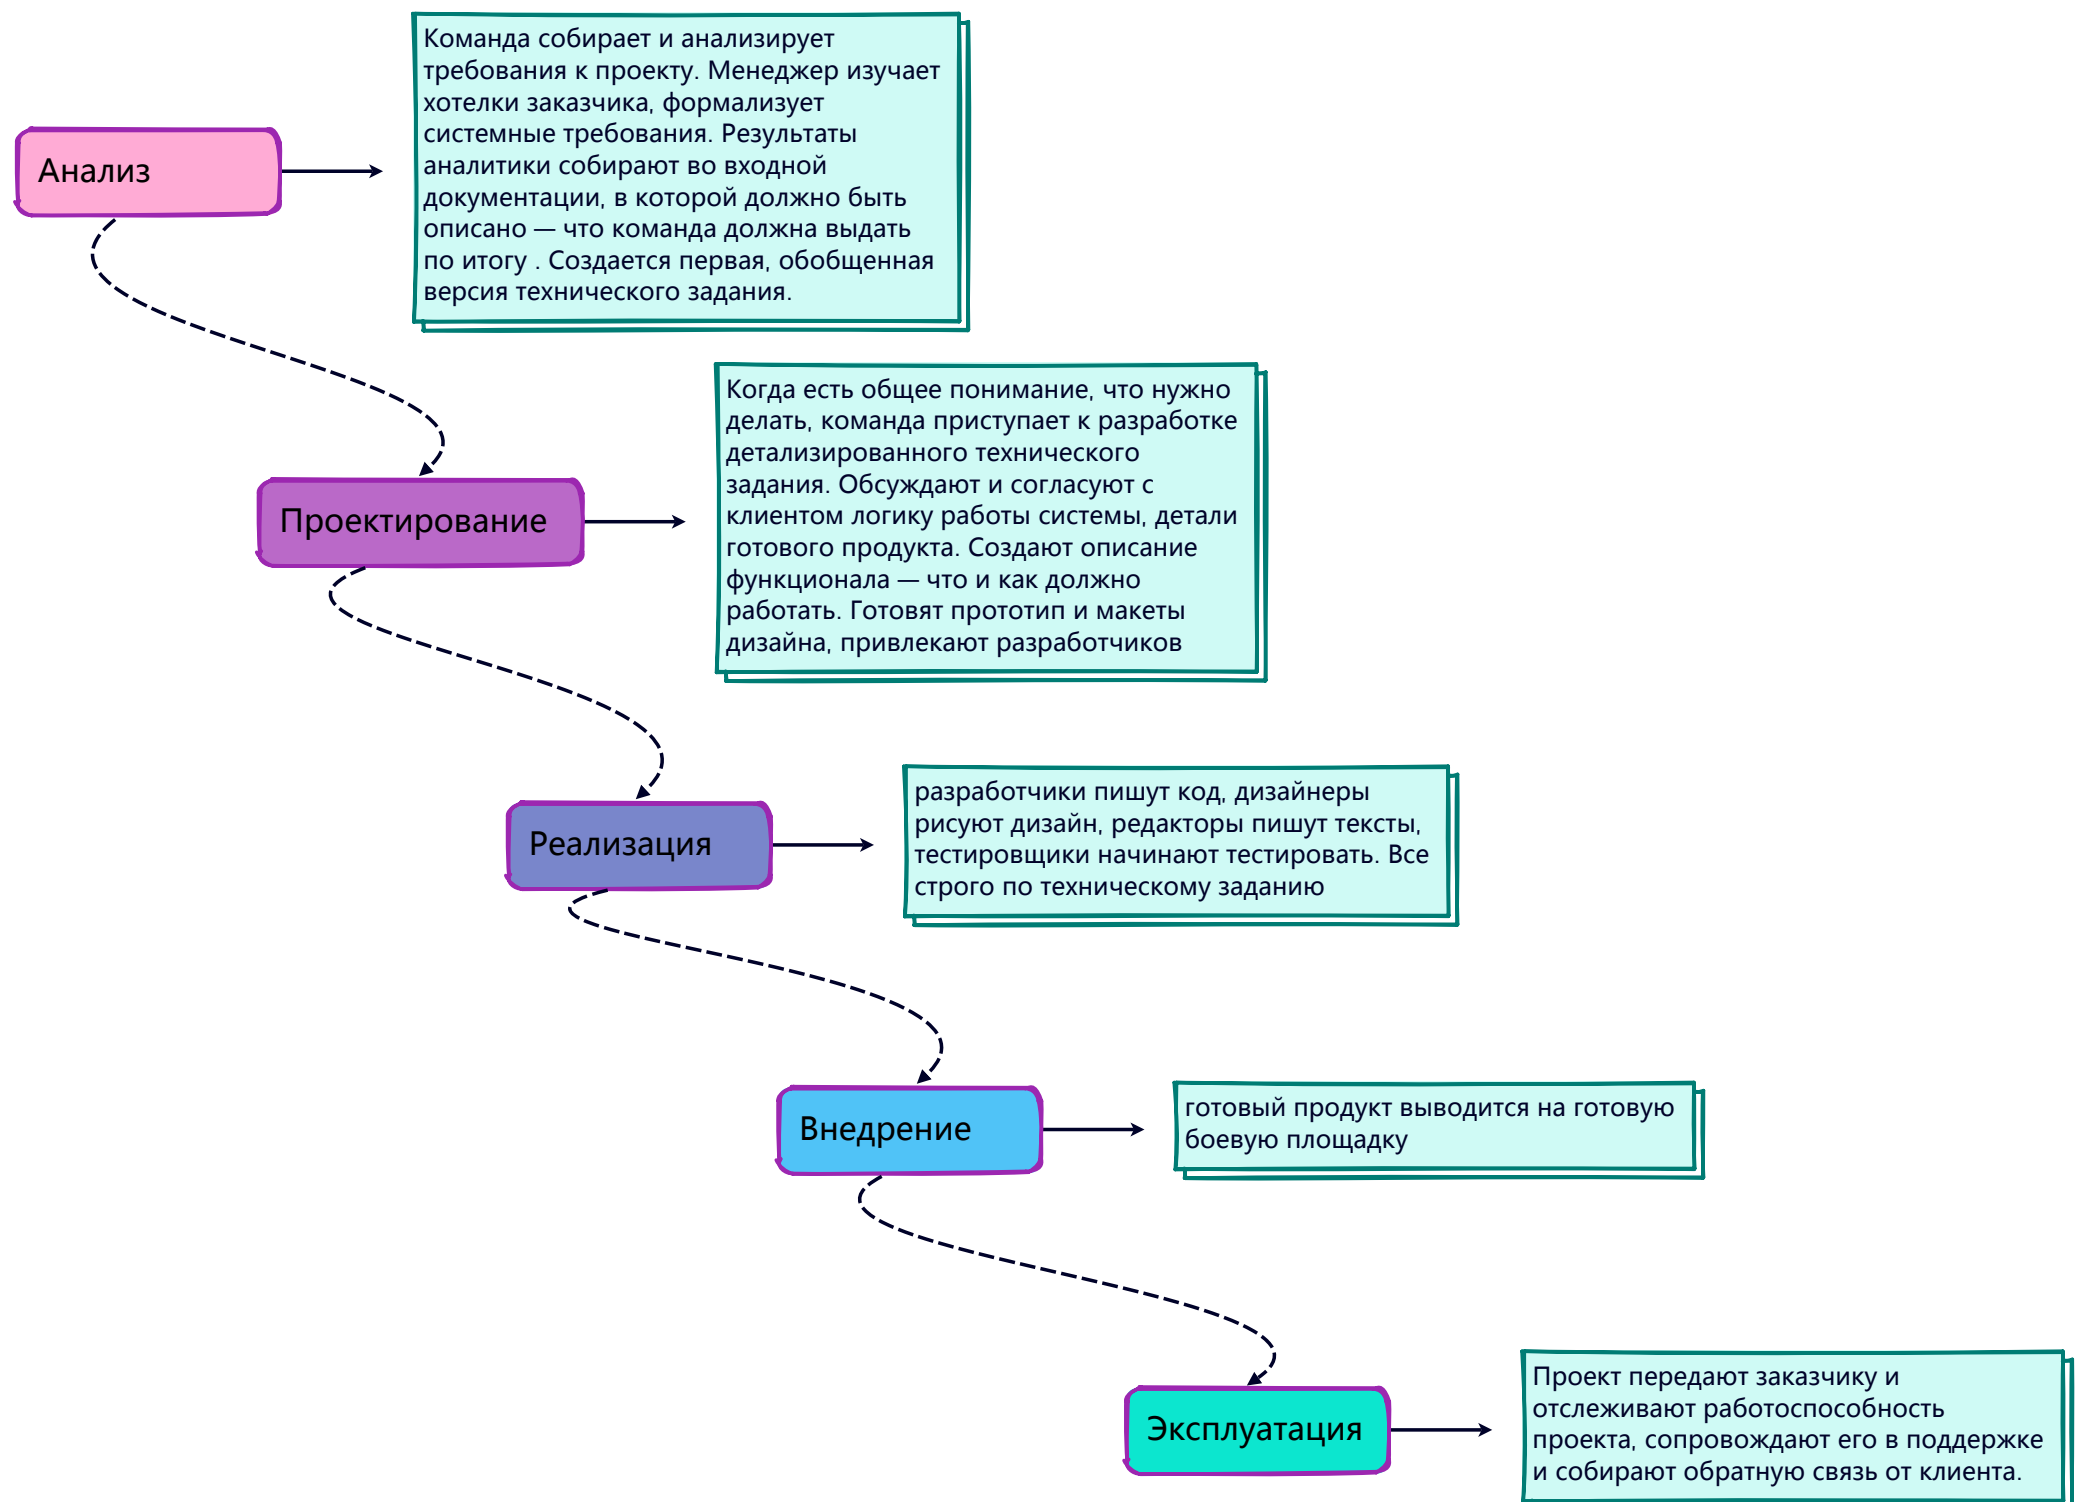 Команда собирает и анализирует
требования к проекту. Менеджер изучает
хотелки заказчика, формализует
системные требования. Результаты
аналитики собирают во входной
документации, в которой должно быть
описано — что команда должна выдать
по итогу . Создается первая, обобщенная
версия технического задания.
Анализ
Когда есть общее понимание, что нужно
делать, команда приступает к разработке
детализированного технического
задания. Обсуждают и согласуют с
клиентом логику работы системы, детали
готового продукта. Создают описание
функционала — что и как должно
работать. Готовят прототип и макеты
дизайна, привлекают разработчиков
Проектирование
разработчики пишут код, дизайнеры
рисуют дизайн, редакторы пишут тексты,
тестировщики начинают тестировать. Все
строго по техническому заданию
Реализация
готовый продукт выводится на готовую
боевую площадку
Внедрение
Проект передают заказчику и
отслеживают работоспособность
проекта, сопровождают его в поддержке
и собирают обратную связь от клиента.
Эксплуатация